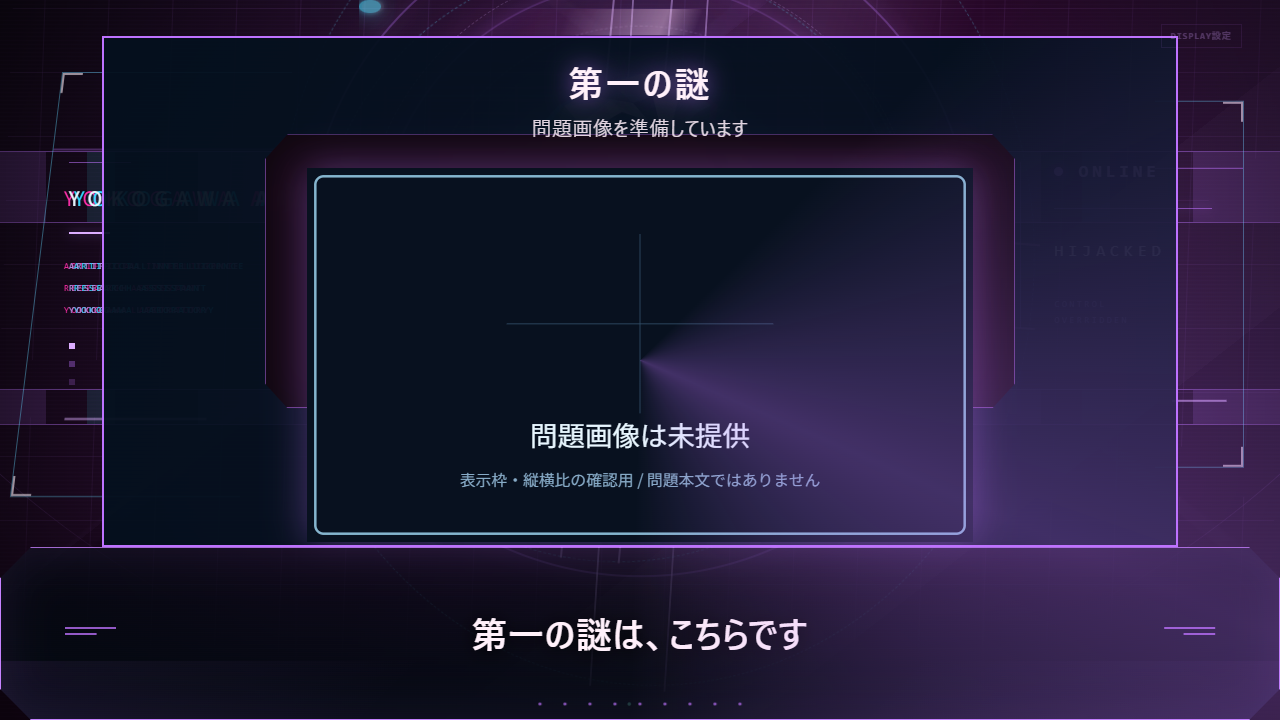 DISPLAY設定
第一の謎
問題画像を準備しています
YOKOGAWA A
● ONLINE
HIJACKED
問題画像は未提供
表示枠・縦横比の確認用 / 問題本文ではありません
第一の謎は、こちらです